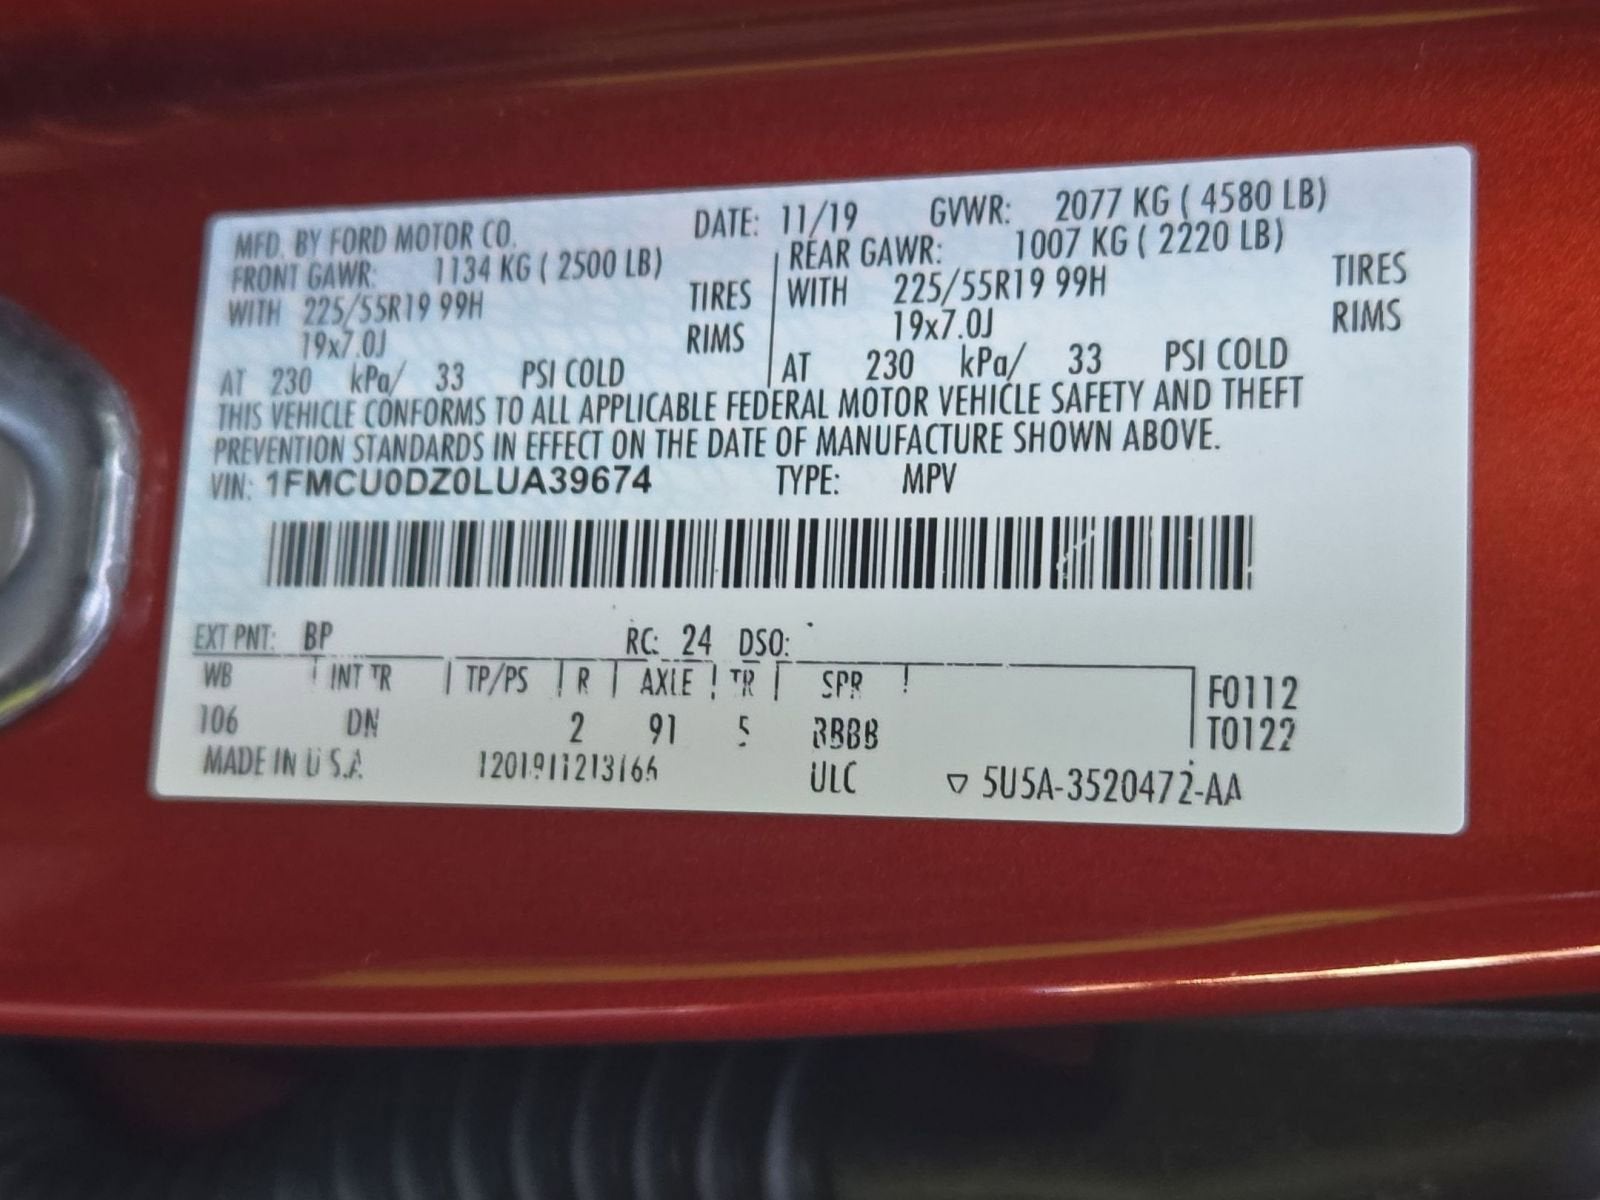 MFD. BY FORD MOTOR CO. DATE: 11/19 GVWR: 2077 KG ( 4580 LB)
FRONT GAWR: 1134 KG ( 2500 LB) REAR GAWR: 1007 KG ( 2220 LB)
WITH 225/55R19 99H TIRES WITH 225/55R19 99H TIRES
19x7.0J RIMS 19x7.0J RIMS
AT 230 kPa/ 33 PSI COLD AT 230 kPa/ 33 PSI COLD
THIS VEHICLE CONFORMS TO ALL APPLICABLE FEDERAL MOTOR VEHICLE SAFETY AND THEFT
PREVENTION STANDARDS IN EFFECT ON THE DATE OF MANUFACTURE SHOWN ABOVE.
VIN: 1FMCU0DZ0LUA39674 TYPE: MPV
EXT PNT: BP RC: 24 DSO:
WB INT TR TP/PS R AXLE TR SPR F0112
106 DN 2 91 5 BBBB T0122
MADE IN U.S.A. ULC ▽ 5U5A-3520472-AA